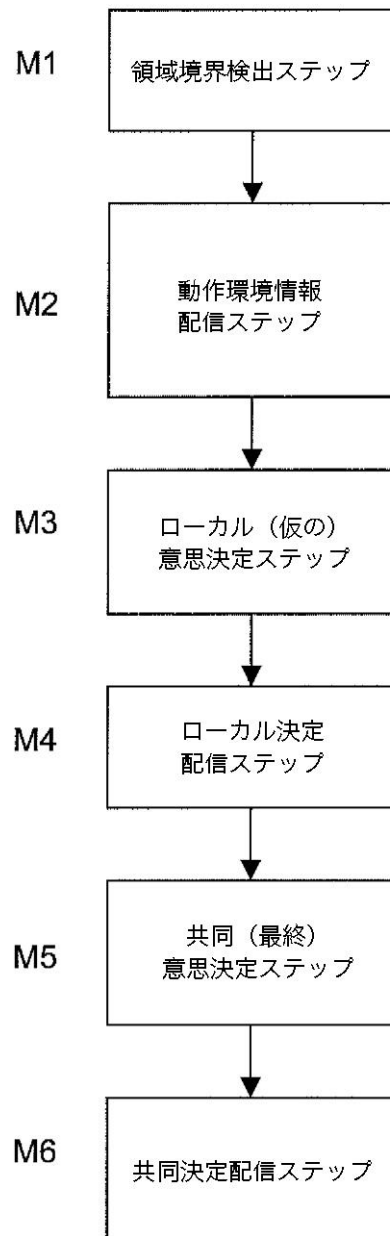 M1
領域境界検出ステップ
M2
動作環境情報
配信ステップ
M3
ローカル（仮の）
意思決定ステップ
M4
ローカル決定
配信ステップ
M5
共同（最終）
意思決定ステップ
M6
共同決定配信ステップ